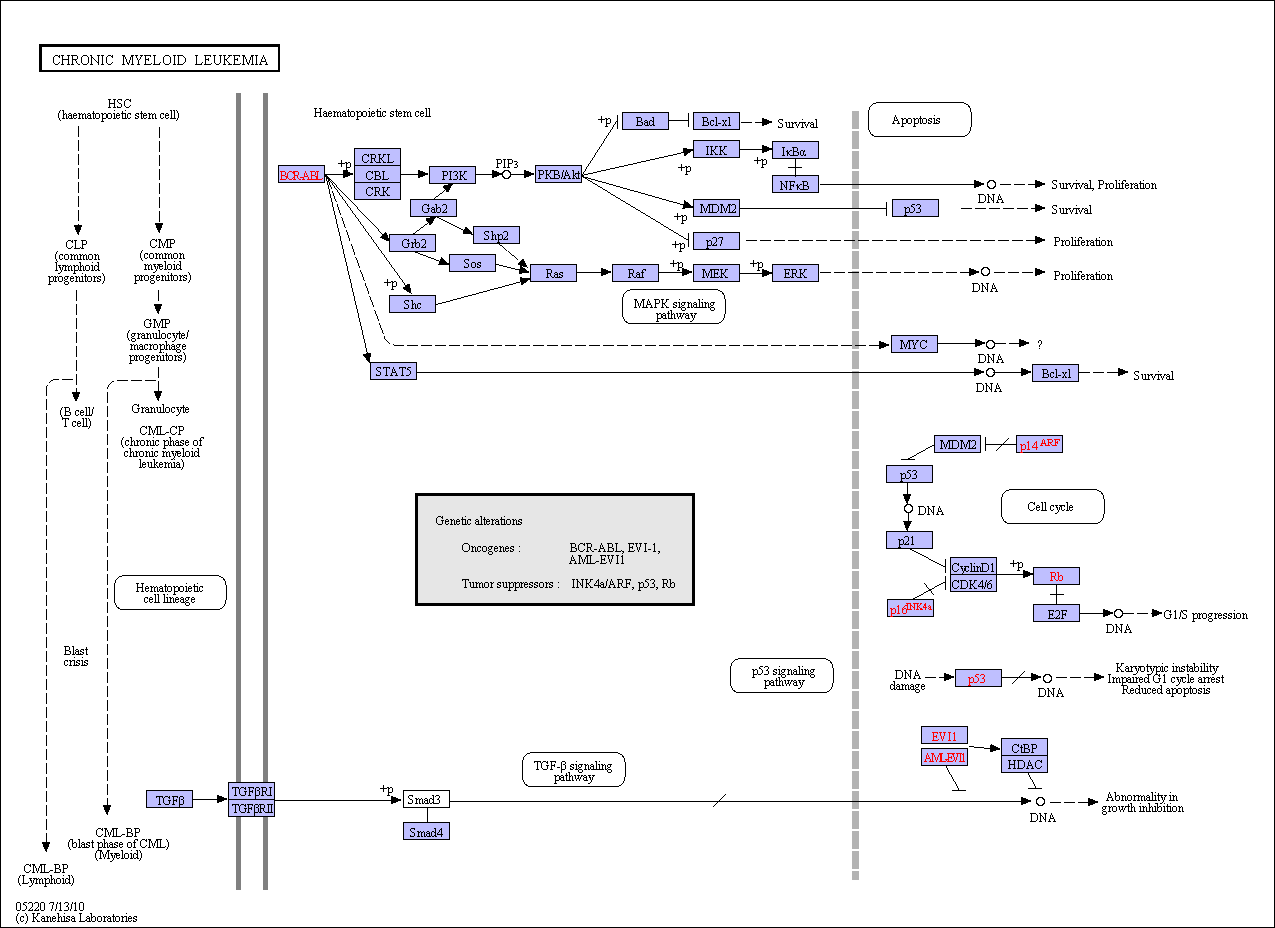 CHRONIC MYELOID LEUKEMIA
HSC
(haematopoietic stem cell)
CLP
(common
lymphoid
progenitors)
CMP
(common
myeloid
progenitors)
GMP
(granulocyte/
macrophage
progenitors)
(B cell/
T cell)
Granulocyte
CML-CP
(chronic phase of
chronic myeloid
leukemia)
Hematopoietic
cell lineage
Blast
crisis
CML-BP
(blast phase of CML)
(Myeloid)
CML-BP
(Lymphoid)
Haematopoietic stem cell
Apoptosis
BCR-ABL
+p
CRKL
CBL
CRK
PI3K
PIP3
PKB/Akt
+p
Bad
Bcl-xl
Survival
IKK
+p
+p
IκBα
NFκB
DNA
Survival, Proliferation
MDM2
+p
p53
Survival
p27
+p
Proliferation
Gab2
Grb2
Shp2
Sos
Shc
+p
Ras
Raf
+p
MEK
+p
ERK
DNA
Proliferation
MAPK signaling
pathway
MYC
DNA
?
STAT5
DNA
Bcl-xl
Survival
MDM2
p14ARF
p53
DNA
p21
Cell cycle
CyclinD1
CDK4/6
+p
Rb
p16INK4a
E2F
DNA
G1/S progression
Genetic alterations
Oncogenes : BCR-ABL, EVI-1,
AML-EVI1
Tumor suppressors : INK4a/ARF, p53, Rb
p53 signaling
pathway
DNA
damage
p53
DNA
Karyotypic instability
Impaired G1 cycle arrest
Reduced apoptosis
EVI1
AML-EVI1
CtBP
HDAC
TGF-β signaling
pathway
TGFβ
TGFβRI
TGFβRII
+p
Smad3
Smad4
DNA
Abnormality in
growth inhibition
05220 7/13/10
(c) Kanehisa Laboratories